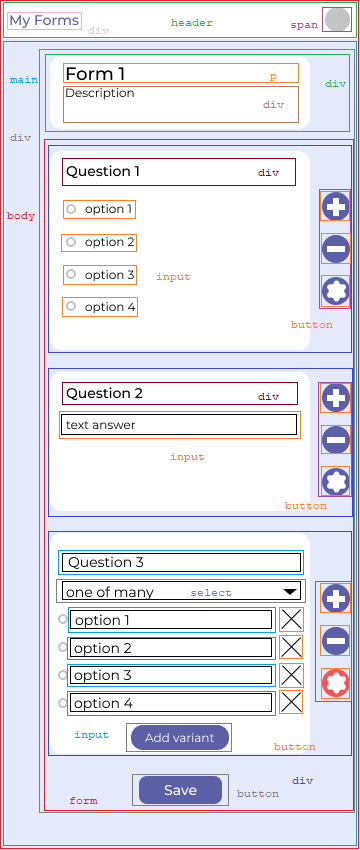 My Forms
div
header
span
main
Form 1
p
Description
div
div
div
body
Question 1
div
option 1
option 2
option 3
input
option 4
button
Question 2
div
text answer
input
button
Question 3
one of many
select
option 1
option 2
option 3
option 4
input
Add variant
button
div
Save
button
form